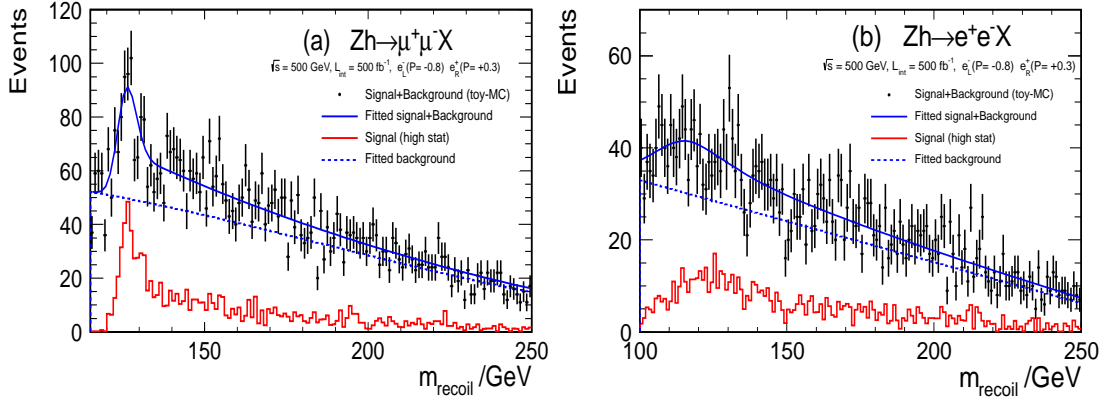 (a) Zh→μ⁺μ⁻X
√s = 500 GeV, L_int = 500 fb⁻¹, e⁻_L(P= -0.8) e⁺_R(P= +0.3)
Signal+Background (toy-MC)
Fitted signal+Background
Signal (high stat)
Fitted background
Events
120
100
80
60
40
20
0
150
200
250
m_recoil /GeV
(b) Zh→e⁺e⁻X
√s = 500 GeV, L_int = 500 fb⁻¹, e⁻_L(P= -0.8) e⁺_R(P= +0.3)
Signal+Background (toy-MC)
Fitted signal+Background
Signal (high stat)
Fitted background
Events
60
40
20
0
100
150
200
250
m_recoil /GeV